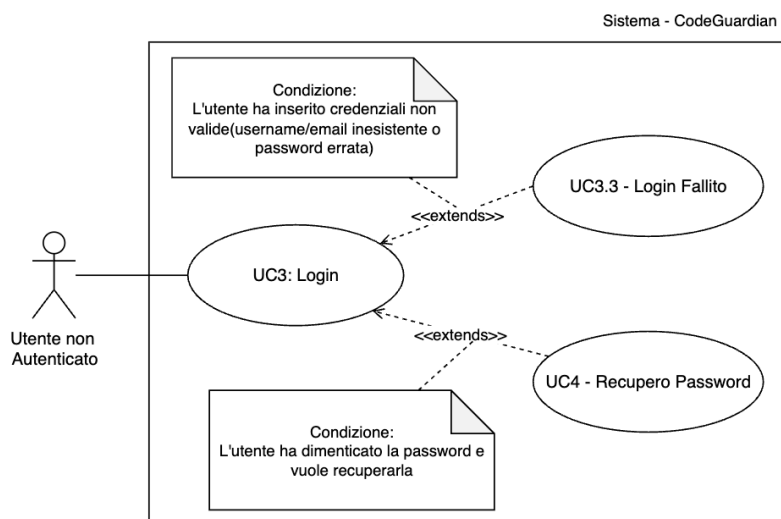 Sistema - CodeGuardian
Condizione:
L'utente ha inserito credenziali non
valide(username/email inesistente o
password errata)
UC3.3 - Login Fallito
<<extends>>
UC3: Login
Utente non
Autenticato
<<extends>>
UC4 - Recupero Password
Condizione:
L'utente ha dimenticato la password e
vuole recuperarla